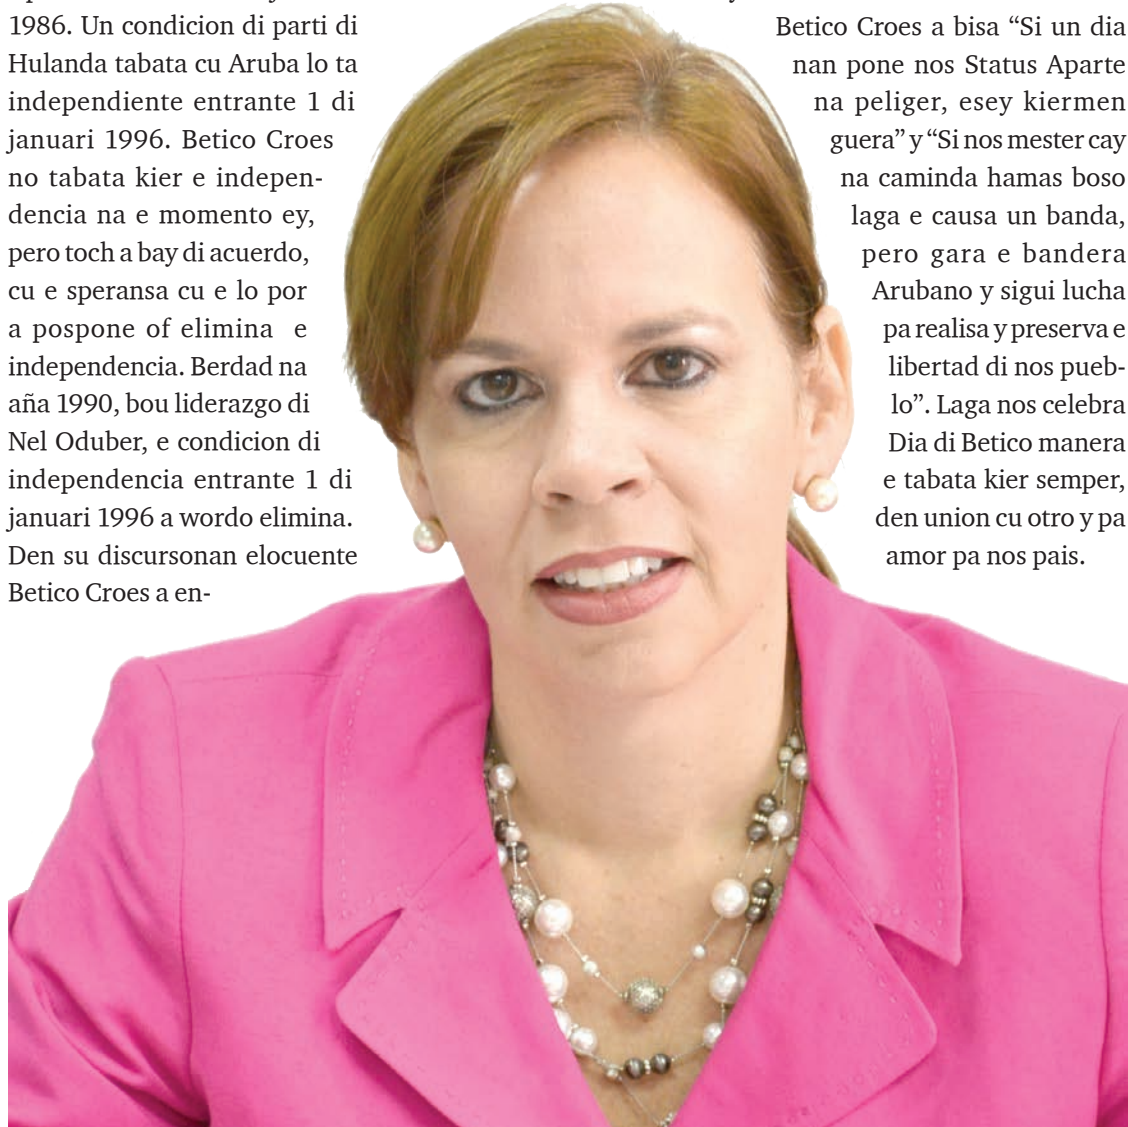 1986. Un condicion di parti di
Hulanda tabata cu Aruba lo ta
independiente entrante 1 di
januari 1996. Betico Croes
no tabata kier e indepen-
dencia na e momento ey,
pero toch a bay di acuerdo,
cu e speransa cu e lo por
a pospone of elimina e
independencia. Berdad na
aña 1990, bou liderazgo di
Nel Oduber, e condicion di
independencia entrante 1 di
januari 1996 a wordo elimina.
Den su discursonan elocuente
Betico Croes a en-
Betico Croes a bisa “Si un dia
nan pone nos Status Aparte
na peliger, esey kiermen
guera” y “Si nos mester cay
na caminda hamas boso
laga e causa un banda,
pero gara e bandera
Arubano y sigui lucha
pa realisa y preserva e
libertad di nos pueb-
lo”. Laga nos celebra
Dia di Betico manera
e tabata kier semper,
den union cu otro y pa
amor pa nos pais.